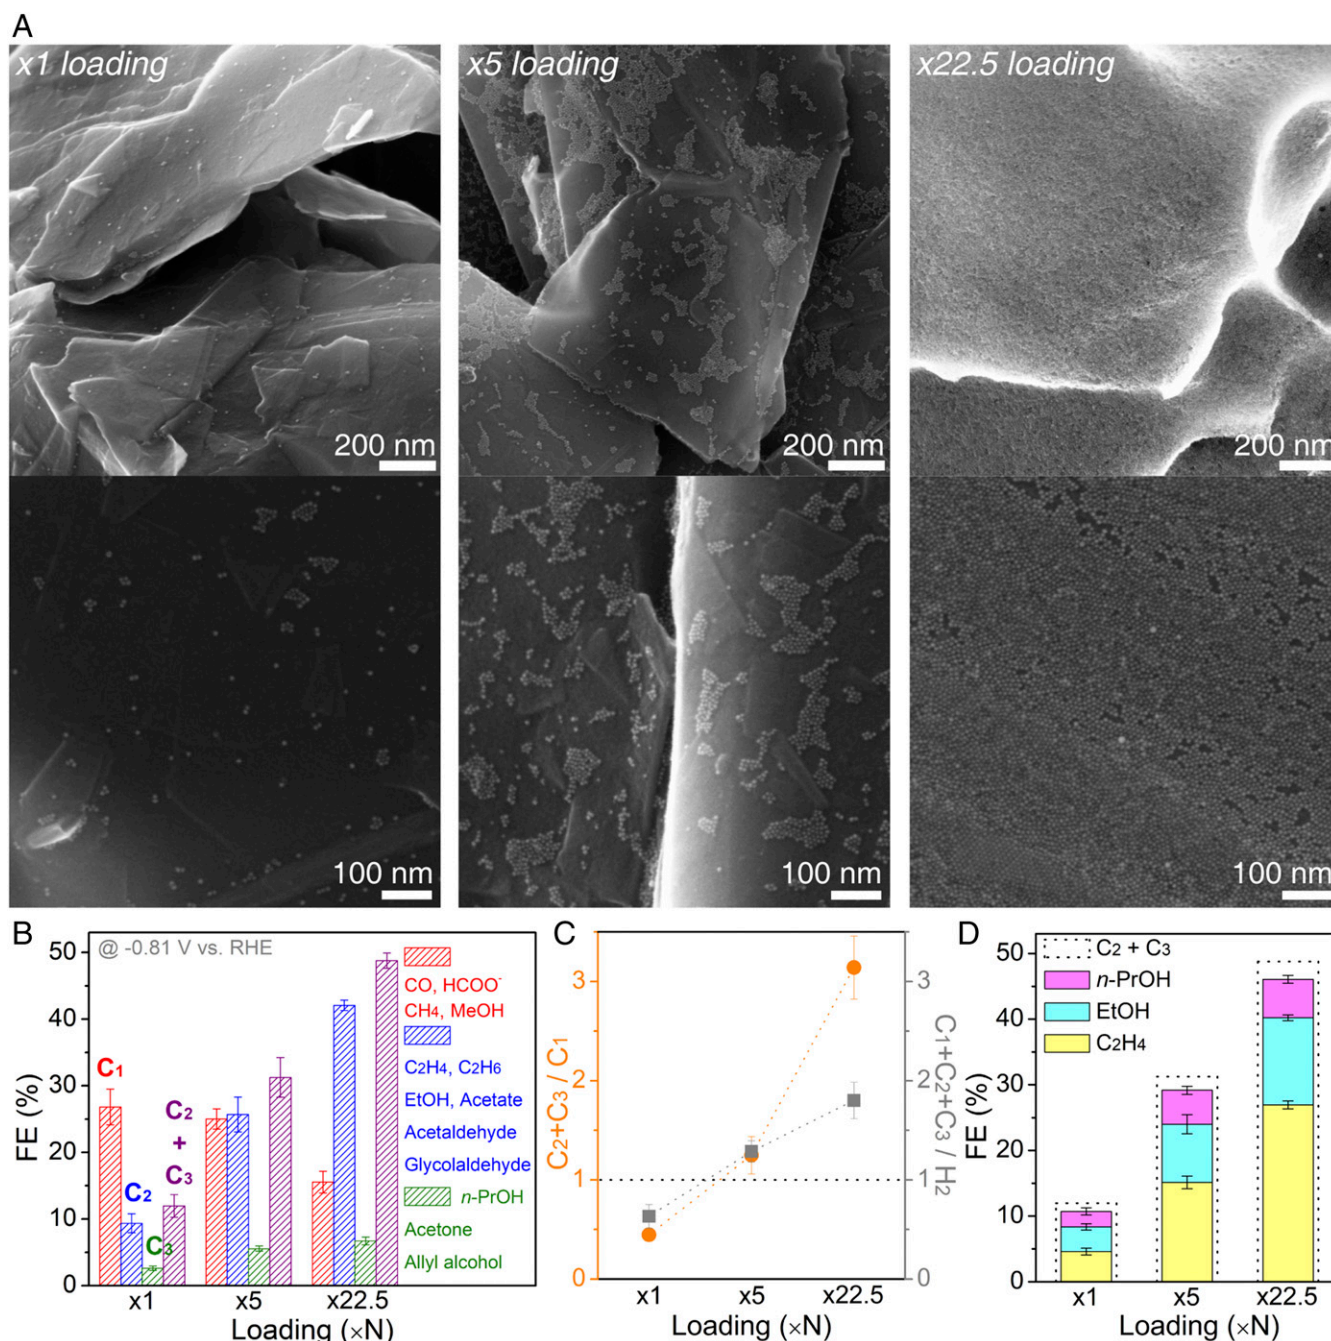 A
x1 loading
x5 loading
x22.5 loading
200 nm
200 nm
200 nm
100 nm
100 nm
100 nm
B
@ -0.81 V vs. RHE
FE (%)
50
40
30
20
10
0
C₁
C₂
C₃
C₂
+
C₃
CO, HCOO⁻
CH₄, MeOH
C₂H₄, C₂H₆
EtOH, Acetate
Acetaldehyde
Glycolaldehyde
n-PrOH
Acetone
Allyl alcohol
x1
x5
x22.5
Loading (×N)
C
C₂+C₃ / C₁
3
2
1
0
3
2
1
0
C₁+C₂+C₃ / H₂
x1
x5
x22.5
Loading (×N)
D
FE (%)
50
40
30
20
10
0
C₂ + C₃
n-PrOH
EtOH
C₂H₄
x1
x5
x22.5
Loading (×N)